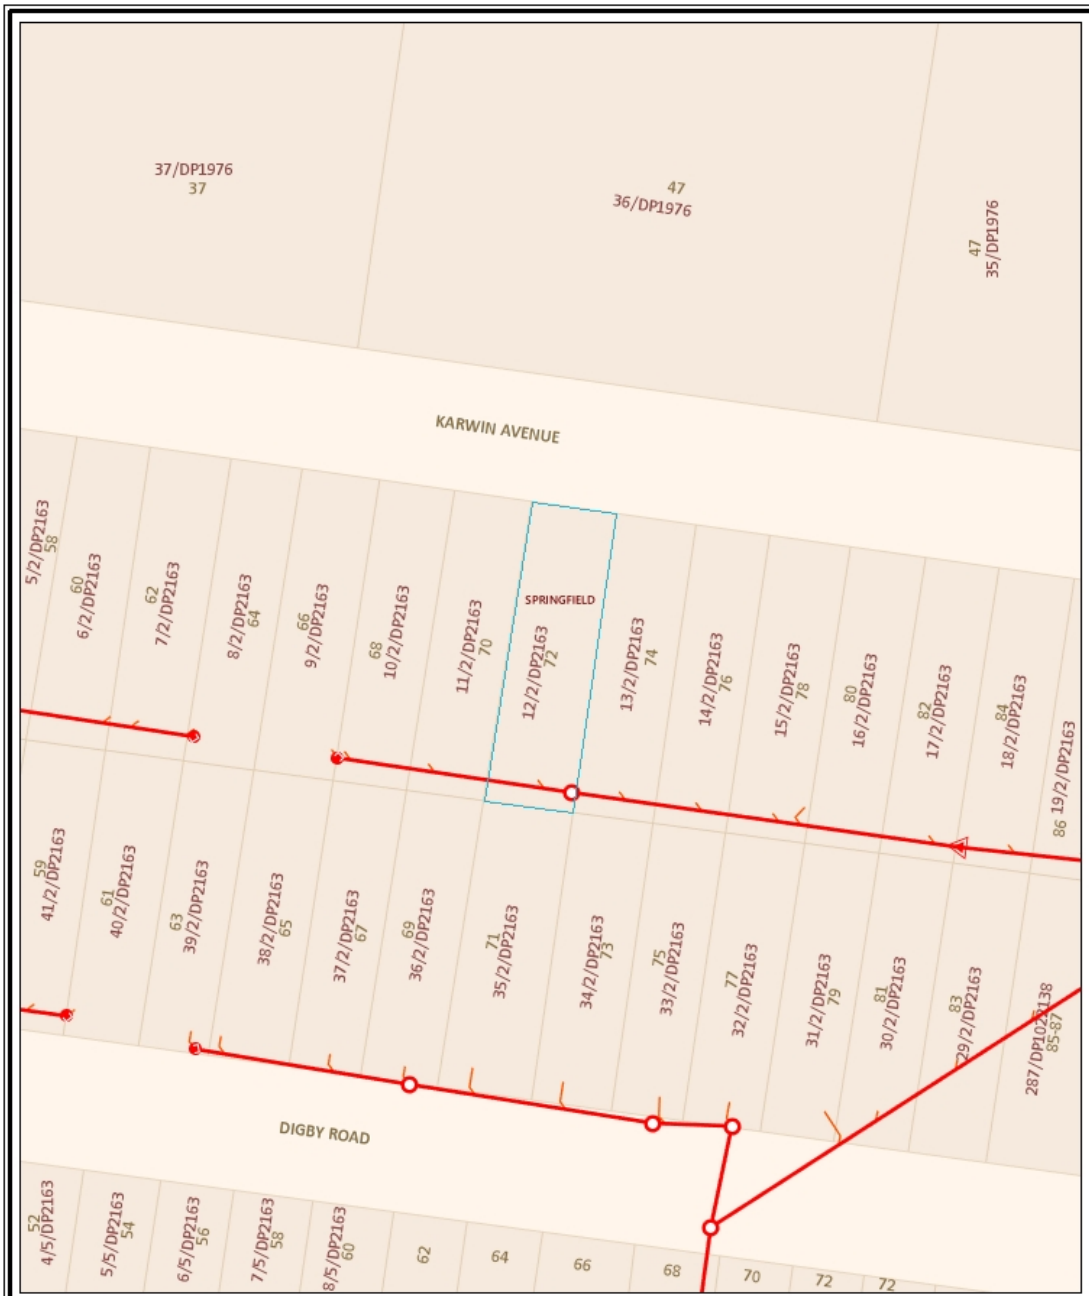 37/DP1976
37
47
36/DP1976
47
35/DP1976
KARWIN AVENUE
5/2/DP2163
58
60
6/2/DP2163
62
7/2/DP2163
8/2/DP2163
64
66
9/2/DP2163
68
10/2/DP2163
11/2/DP2163
70
SPRINGFIELD
12/2/DP2163
72
13/2/DP2163
74
14/2/DP2163
76
15/2/DP2163
78
80
16/2/DP2163
82
17/2/DP2163
84
18/2/DP2163
19/2/DP2163
86
59
41/2/DP2163
61
40/2/DP2163
63
39/2/DP2163
38/2/DP2163
65
37/2/DP2163
67
69
36/2/DP2163
71
35/2/DP2163
34/2/DP2163
73
75
33/2/DP2163
77
32/2/DP2163
31/2/DP2163
79
81
30/2/DP2163
83
29/2/DP2163
287/DP1022138
85-87
DIGBY ROAD
52
4/5/DP2163
5/5/DP2163
54
6/5/DP2163
56
7/5/DP2163
58
8/5/DP2163
60
62
64
66
68
70
72
72